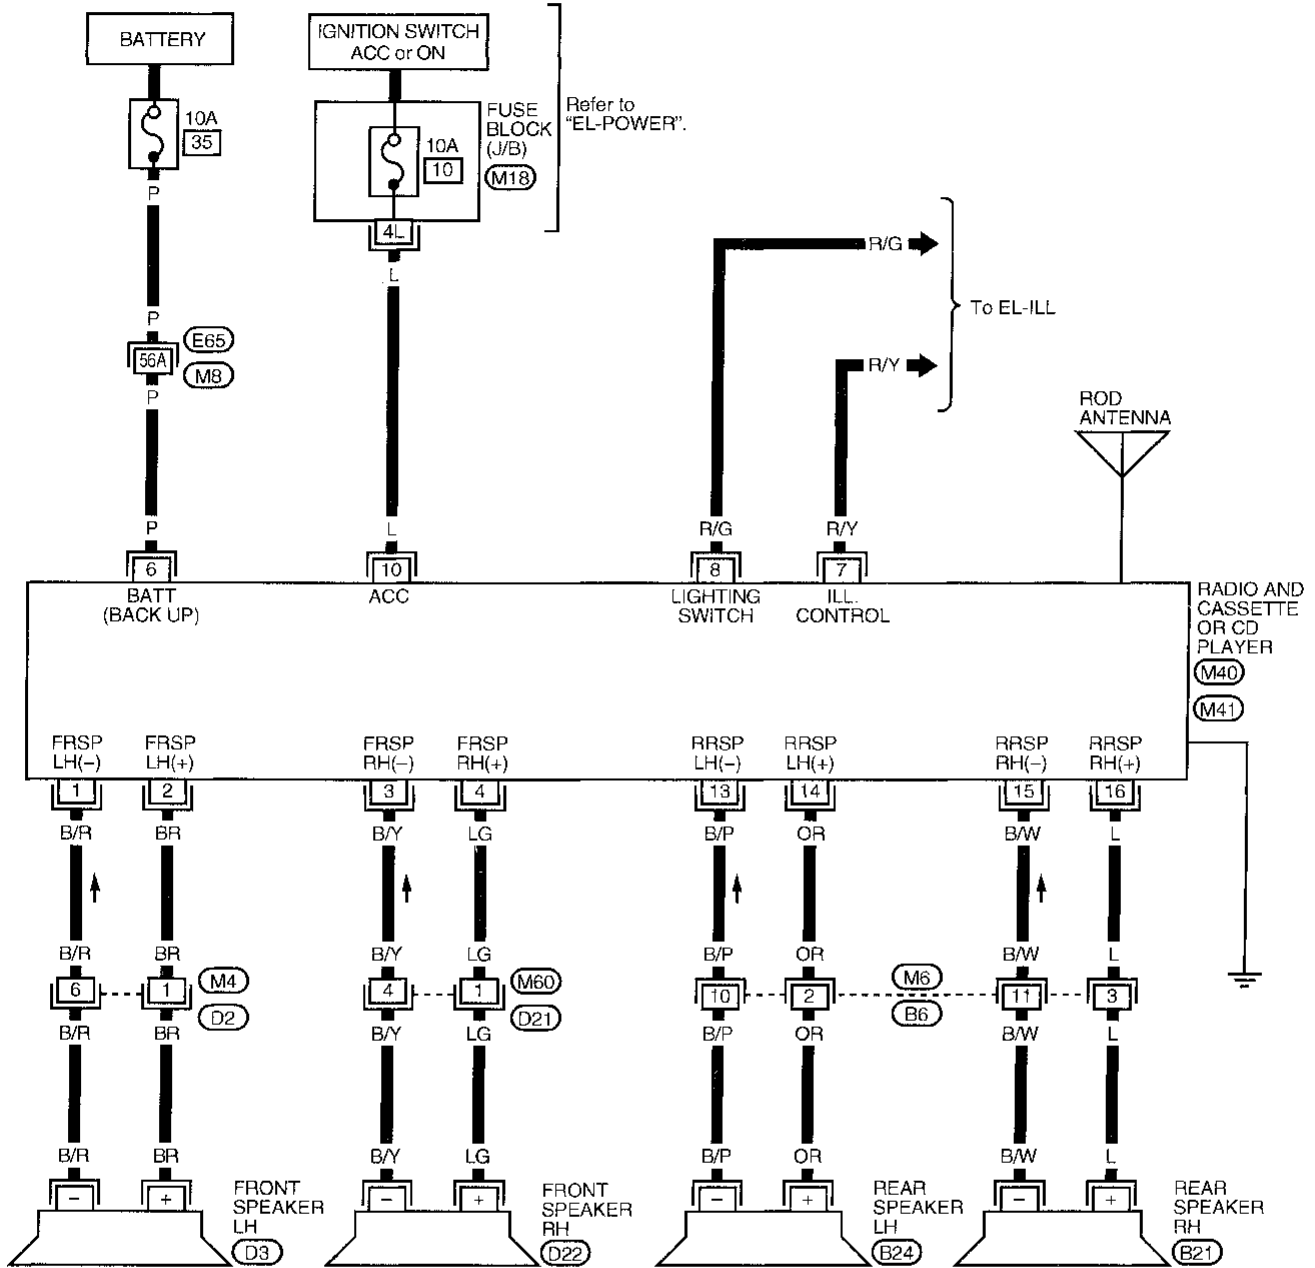 BATTERY
10A
35
P
P
E65
56A
M8
P
P
IGNITION SWITCH
ACC or ON
10A
10
FUSE
BLOCK
(J/B)
M18
Refer to
"EL-POWER".
4L
L
L
R/G
R/Y
To EL-ILL
R/G
R/Y
ROD
ANTENNA
6
10
8
7
BATT
(BACK UP)
ACC
LIGHTING
SWITCH
ILL.
CONTROL
RADIO AND
CASSETTE
OR CD
PLAYER
M40
M41
FRSP
LH(−)
FRSP
LH(+)
FRSP
RH(−)
FRSP
RH(+)
RRSP
LH(−)
RRSP
LH(+)
RRSP
RH(−)
RRSP
RH(+)
1 2 3 4 13 14 15 16
B/R BR B/Y LG B/P OR B/W L
B/R BR B/Y LG B/P OR B/W L
6 1 M4 4 1 M60 10 2 M6 11 3
D2 D21 B6
B/R BR B/Y LG B/P OR B/W L
B/R BR B/Y LG B/P OR B/W L
− + − + − + − +
FRONT
SPEAKER
LH
D3
FRONT
SPEAKER
RH
D22
REAR
SPEAKER
LH
B24
REAR
SPEAKER
RH
B21